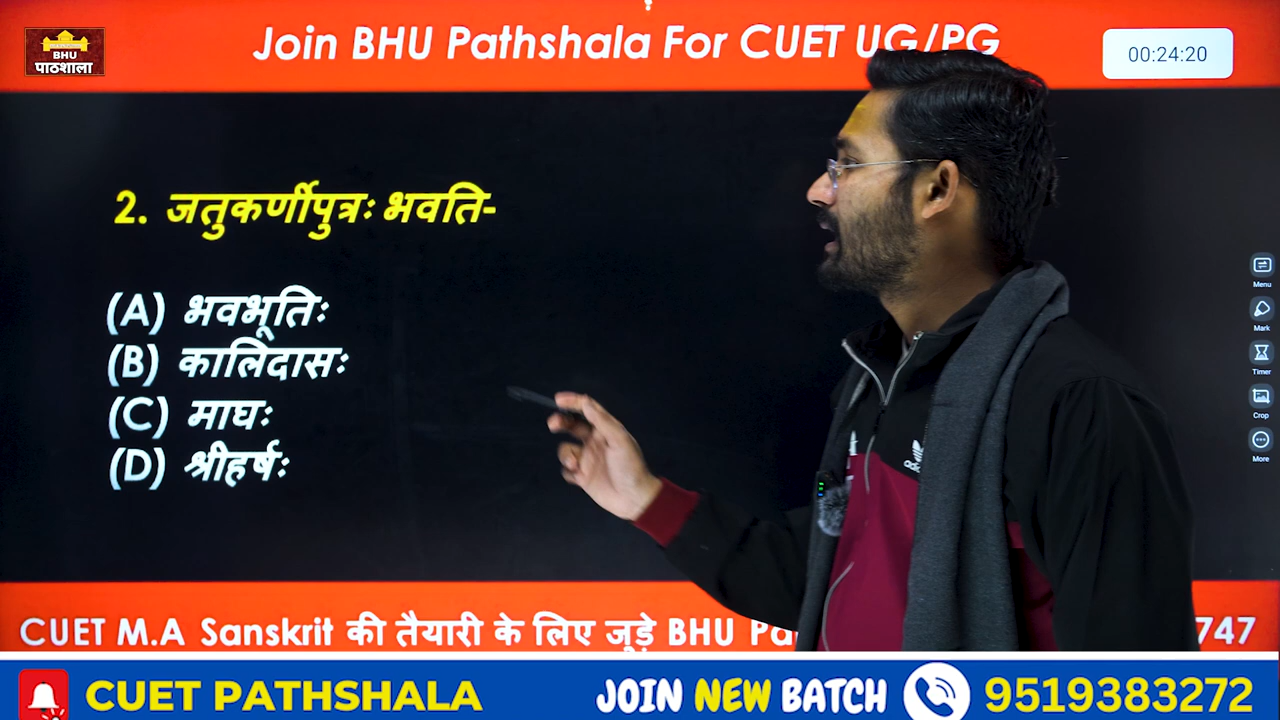 Join BHU Pathshala For CUET UG/PG
BHU
पाठशाला
00:24:20
2. जतुकर्णीपुत्रः भवति-
(A) भवभूतिः
(B) कालिदासः
(C) माघः
(D) श्रीहर्षः
Menu
Mark
Timer
Crop
More
CUET M.A Sanskrit की तैयारी के लिए जुड़े BHU 747
CUET PATHSHALA
JOIN NEW BATCH
9519383272